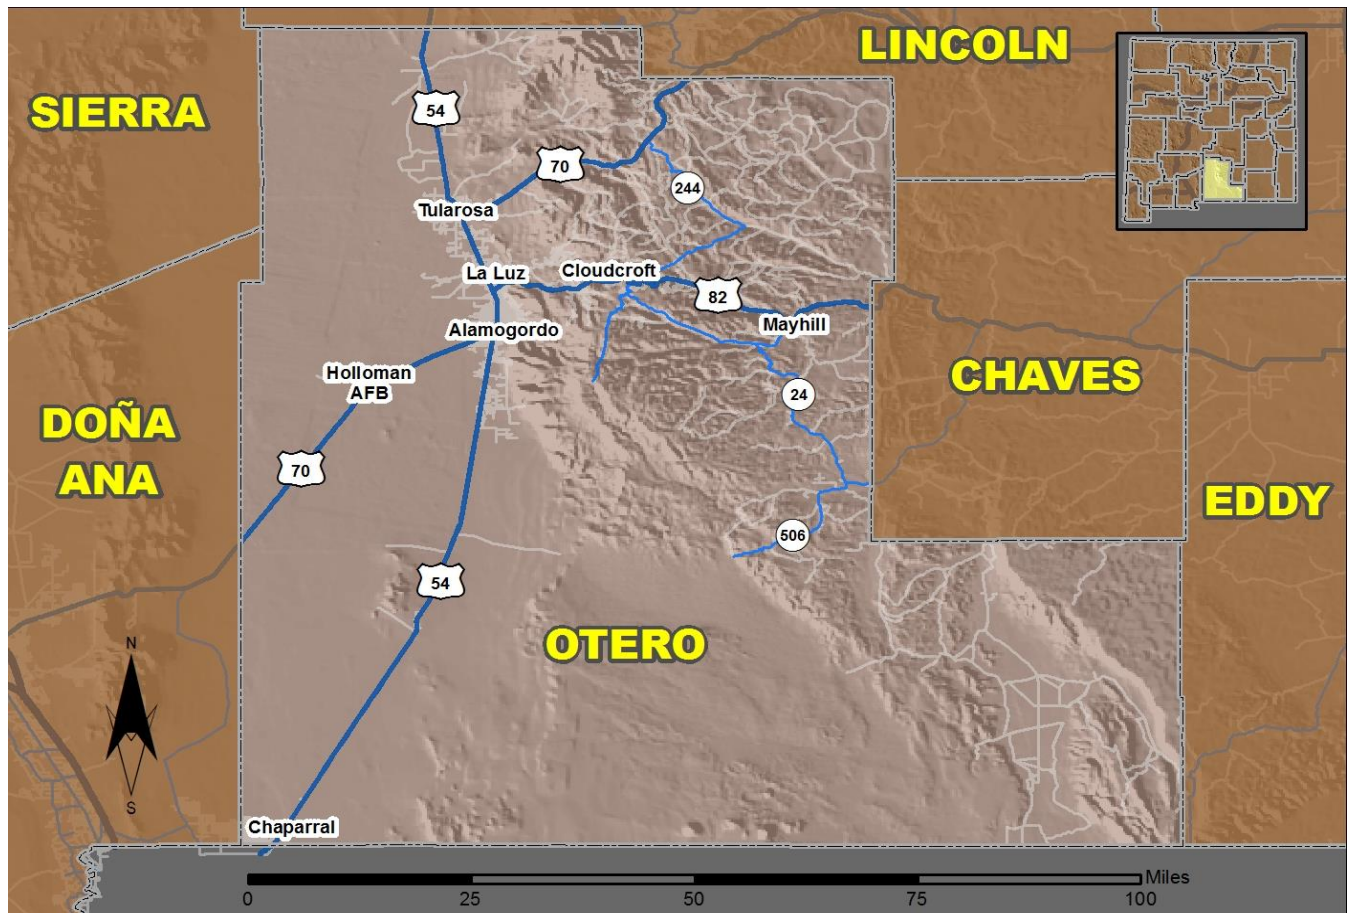 LINCOLN
SIERRA
54
70
244
Tularosa
La Luz
Cloudcroft
82
Mayhill
Alamogordo
Holloman
AFB
CHAVES
24
DOÑA
ANA
70
EDDY
506
54
OTERO
N
S
Chaparral
Miles
0
25
50
75
100